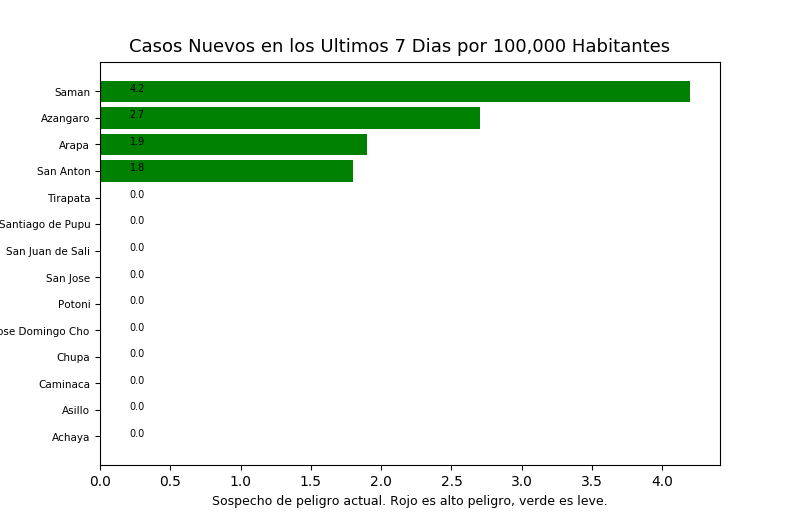 Casos Nuevos en los Ultimos 7 Dias por 100,000 Habitantes
Saman 4.2
Azangaro 2.7
Arapa 1.9
San Anton 1.8
Tirapata 0.0
Santiago de Pupu 0.0
San Juan de Sali 0.0
San Jose 0.0
Potoni 0.0
Domingo Cho 0.0
Chupa 0.0
Caminaca 0.0
Asillo 0.0
Achaya 0.0
0.0 0.5 1.0 1.5 2.0 2.5 3.0 3.5 4.0
Sospecho de peligro actual. Rojo es alto peligro, verde es leve.